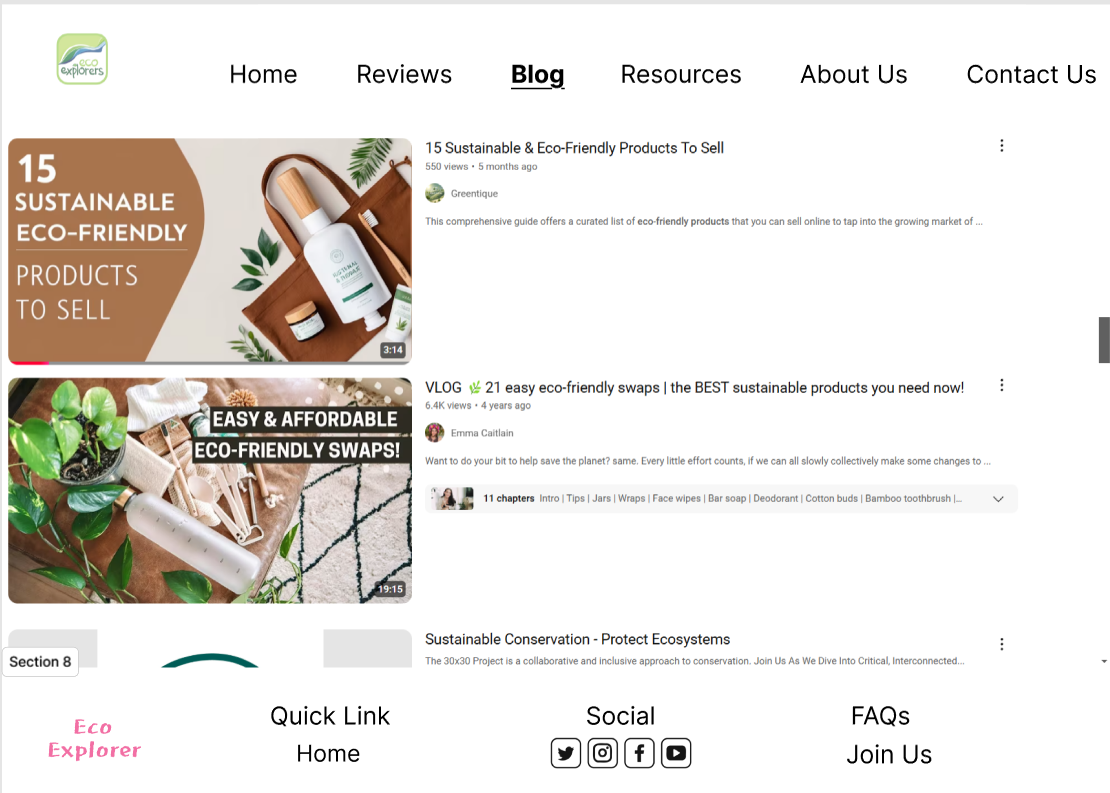 eco
explorers
Home
Reviews
Blog
Resources
About Us
Contact Us
15
SUSTAINABLE
ECO-FRIENDLY
PRODUCTS
TO SELL
3:14
15 Sustainable & Eco-Friendly Products To Sell
550 views • 5 months ago
Greentique
This comprehensive guide offers a curated list of eco-friendly products that you can sell online to tap into the growing market of ...
EASY & AFFORDABLE
ECO-FRIENDLY SWAPS!
19:15
VLOG 🌿 21 easy eco-friendly swaps | the BEST sustainable products you need now!
6.4K views • 4 years ago
Emma Caitlain
Want to do your bit to help save the planet? same. Every little effort counts, if we can all slowly collectively make some changes to ...
11 chapters Intro | Tips | Jars | Wraps | Face wipes | Bar soap | Deodorant | Cotton buds | Bamboo toothbrush |...
Sustainable Conservation - Protect Ecosystems
The 30x30 Project is a collaborative and inclusive approach to conservation. Join Us As We Dive Into Critical, Interconnected...
Section 8
Eco
Explorer
Quick Link
Home
Social
FAQs
Join Us